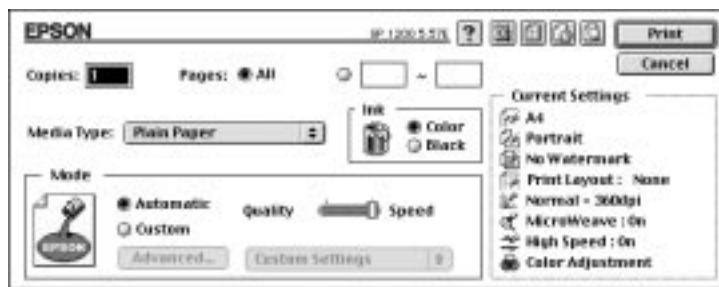 EPSON
SP 1200 5.57E
?
Print
Cancel
Copies: 1
Pages: All
~
Media Type: Plain Paper
Ink
Color
Black
Mode
Automatic
Custom
Quality
Speed
Advanced...
Custom Settings
EPSON
Current Settings
A4
Portrait
No Watermark
Print Layout : None
Normal - 360dpi
MicroWeave : On
High Speed : On
Color Adjustment